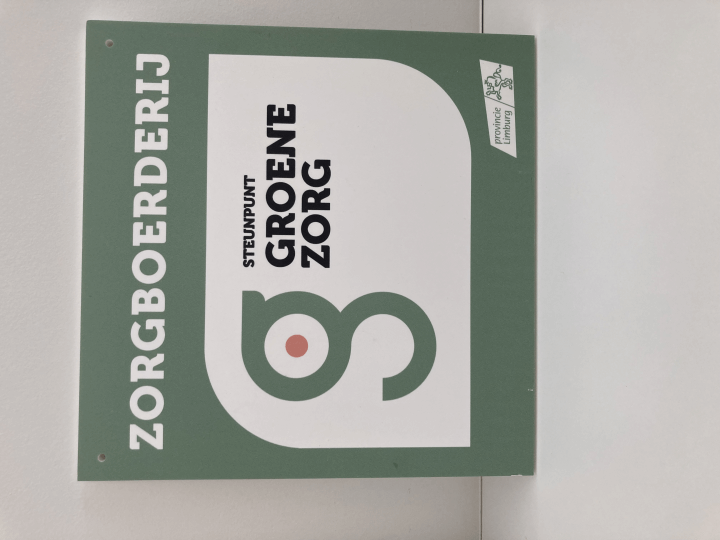 ZORGBOERDERIJ
STEUNPUNT
GROENE
ZORG
provincie
Limburg